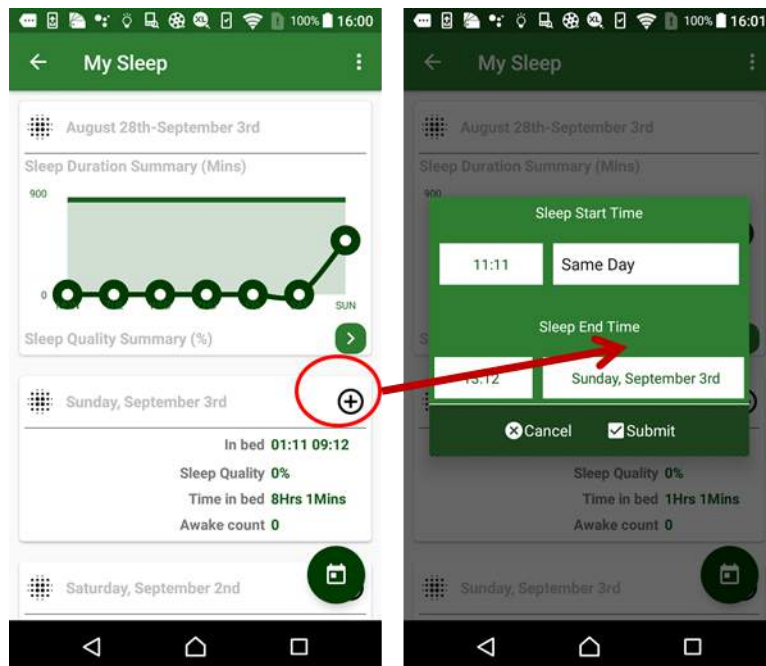 100% 16:00
My Sleep
August 28th-September 3rd
Sleep Duration Summary (Mins)
900
0
SUN
Sleep Quality Summary (%)
Sunday, September 3rd
In bed 01:11 09:12
Sleep Quality 0%
Time in bed 8Hrs 1Mins
Awake count 0
Saturday, September 2nd
XL 100% 16:01
My Sleep
August 28th-September 3rd
Sleep Duration Summary (Mins)
900
Sleep Start Time
11:11 Same Day
Sleep End Time
13:12 Sunday, September 3rd
Cancel Submit
Sleep Quality 0%
Time in bed 1Hrs 1Mins
Awake count 0
Sunday, September 3rd